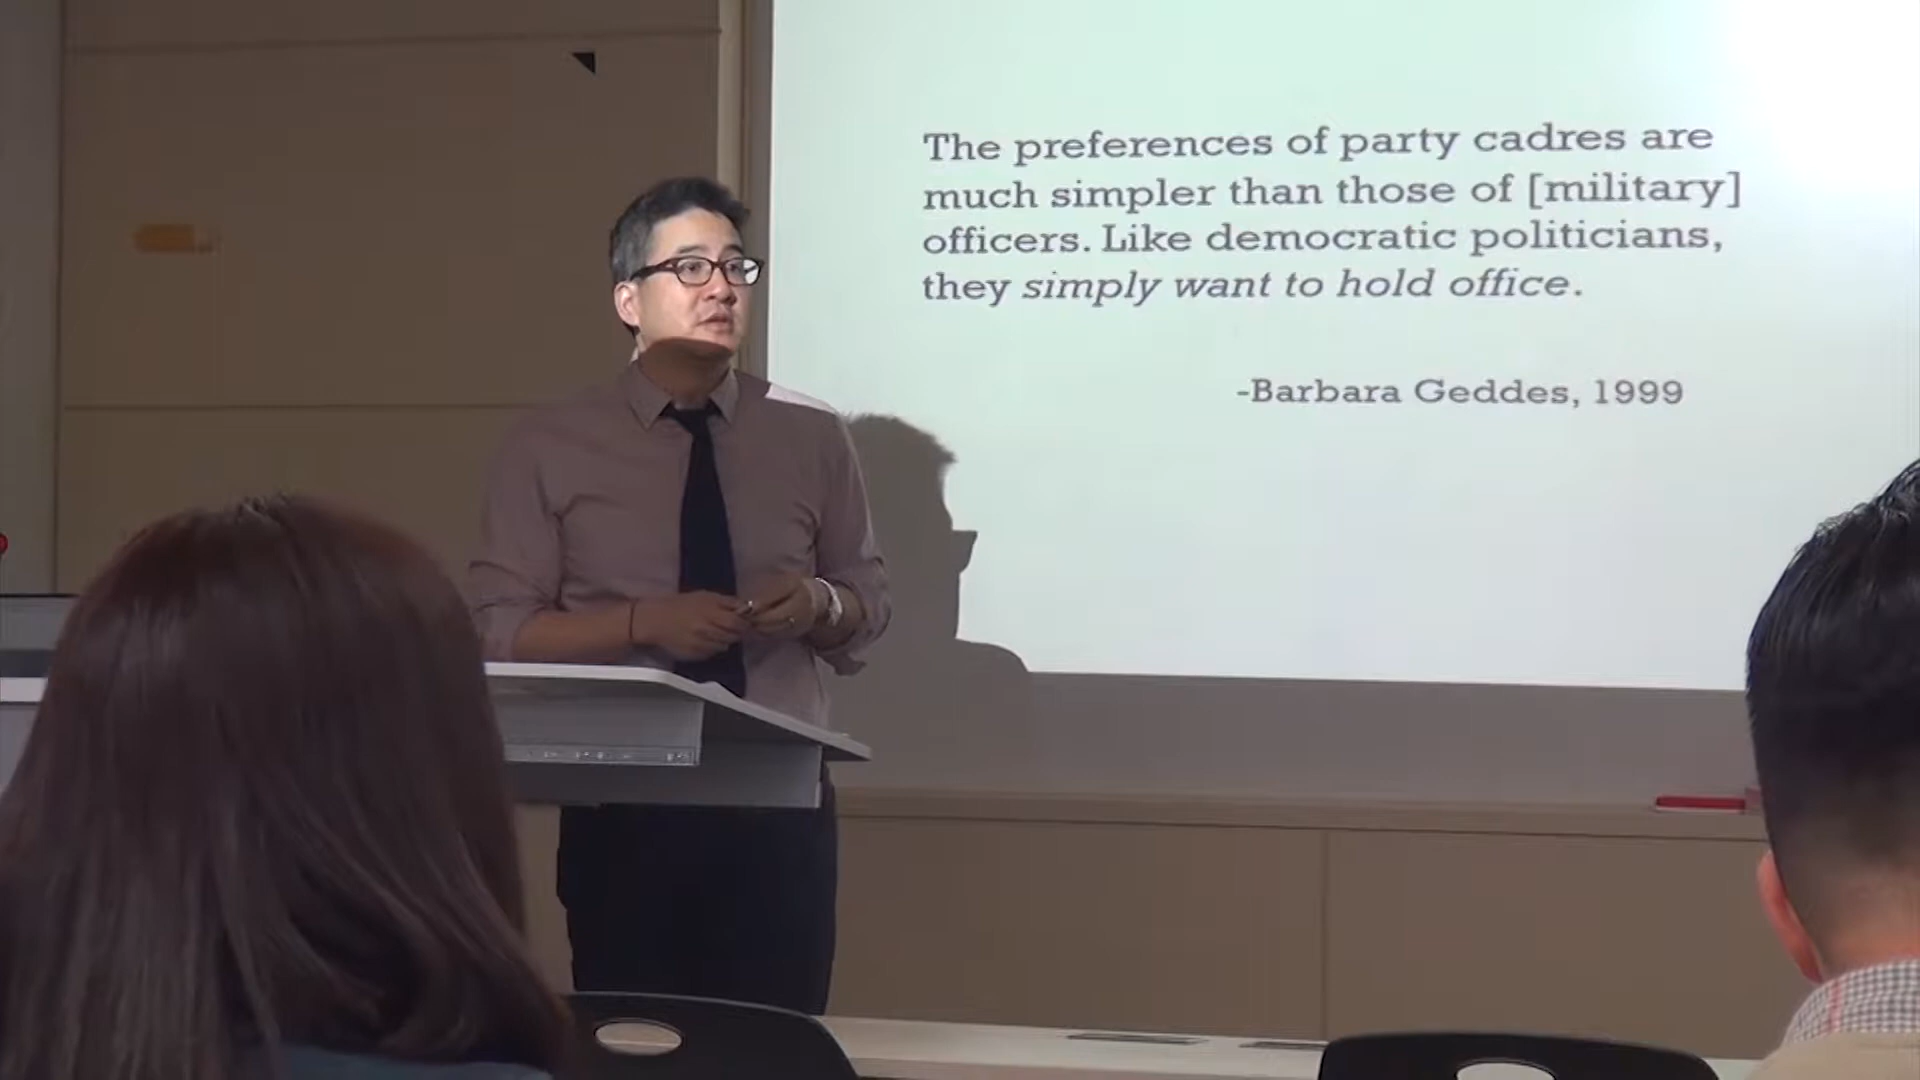 The preferences of party cadres are
much simpler than those of [military]
officers. Like democratic politicians,
they simply want to hold office.
-Barbara Geddes, 1999